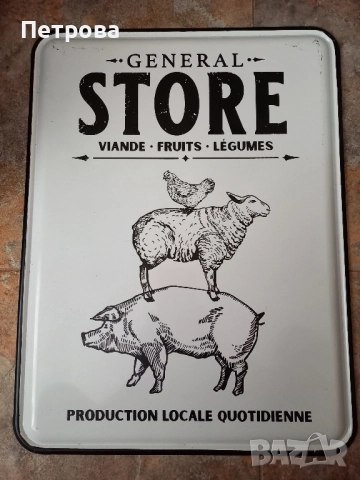 Петрова
GENERAL
STORE
VIANDE · FRUITS · LÉGUMES
PRODUCTION LOCALE QUOTIDIENNE
BAZAR